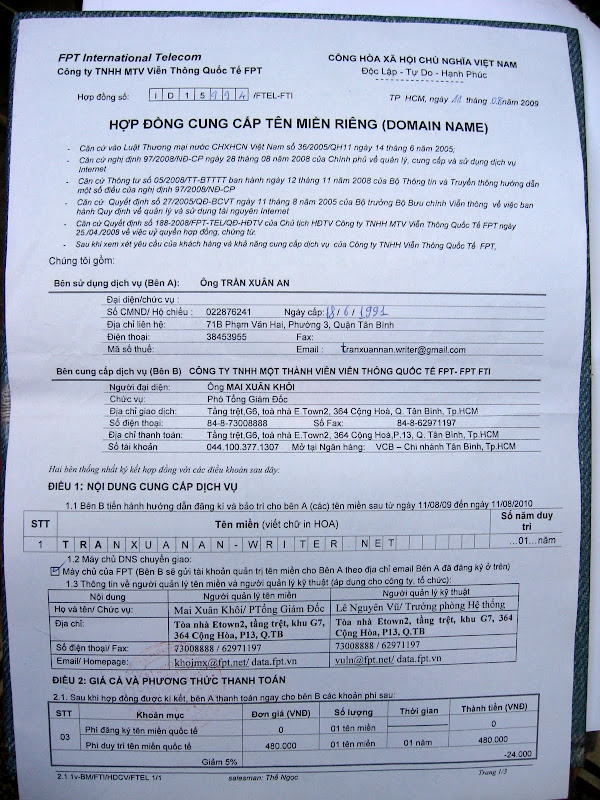 FPT International Telecom
Công ty TNHH MTV Viễn Thông Quốc Tế FPT
CÔNG HÒA XÃ HỘI CHỦ NGHĨA VIỆT NAM
Độc Lập - Tự Do - Hạnh Phúc
Hợp đồng số: ID15994/FTEL-FTI
TP HCM, ngày 11 tháng 08 năm 2009
HỢP ĐỒNG CUNG CẤP TÊN MIỀN RIÊNG (DOMAIN NAME)
- Căn cứ vào Luật Thương mại nước CHXHCN Việt Nam số 36/2005/QH11 ngày 14 tháng 6 năm 2005;
- Căn cứ nghị định 97/2008/NĐ-CP ngày 28 tháng 08 năm 2008 của Chính phủ về quản lý, cung cấp và sử dụng dịch vụ
Internet
- Căn cứ Thông tư số 05/2008/TT-BTTTT ban hành ngày 12 tháng 11 năm 2008 của Bộ Thông tin và Truyền thông hướng dẫn
một số điều của nghị định 97/2008/NĐ-CP
- Căn cứ Quyết định số 27/2005/QĐ-BCVT ngày 11 tháng 8 năm 2005 của Bộ trưởng Bộ Bưu chính Viễn thông về việc ban
hành Quy định về quản lý và sử dụng tài nguyên Internet
- Căn cứ Quyết định số 188-2008/FPT-TEL/QĐ-HĐTV của Chủ tịch HĐTV Công ty TNHH MTV Viễn Thông Quốc Tế FPT ngày
25./04./2008 về việc uỷ quyền hợp đồng, chứng từ.
- Sau khi xem xét yêu cầu của khách hàng và khả năng cung cấp dịch vụ của Công ty TNHH Viễn Thông Quốc Tế FPT,
Chúng tôi gồm:
Bên sử dụng dịch vụ (Bên A): Ông TRẦN XUÂN AN
Đại diện/chức vụ :
Số CMND/ Hộ chiếu : 022876241 Ngày cấp: 18/6/1991
Địa chỉ liên hệ: 71B Phạm Văn Hai, Phường 3, Quận Tân Bình
Điện thoại: 38453955 Fax:
Mã số thuế: Email : tranxuannan.writer@gmail.com
Bên cung cấp dịch vụ (Bên B) CÔNG TY TNHH MỘT THÀNH VIÊN VIỄN THÔNG QUỐC TẾ FPT- FPT FTI
Người đại diện: Ông MAI XUÂN KHÔI
Chức vụ: Phó Tổng Giám Đốc
Địa chỉ giao dịch: Tầng trệt,G6, toà nhà E.Town2, 364 Cộng Hoà, Q. Tân Bình, Tp.HCM
Số điện thoại: 84-8-73008888 Số Fax: 84-8-62971197
Địa chỉ thanh toán: Tầng trệt,G6, toà nhà E.Town2, 364 Cộng Hoà,P.13, Q. Tân Bình, Tp.HCM
Số tài khoản 044.100.377.1307 Mở tại Ngân hàng: VCB – Chi nhánh Tân Bình, Tp.HCM
Hai bên thống nhất ký kết hợp đồng với các điều khoản sau đây:
ĐIỀU 1: NỘI DUNG CUNG CẤP DỊCH VỤ
1.1 Bên B tiến hành hướng dẫn đăng kí và bảo trì cho bên A (các) tên miền sau từ ngày 11/08/09 đến ngày 11/08/2010
STT Tên miền (viết chữ in HOA) Số năm duy trì
1 TRANXUANAN-WRITER NET ...01...năm
1.2 Máy chủ DNS chuyển giao:
Máy chủ của FPT (Bên B sẽ gửi tài khoản quản trị tên miền cho Bên A theo địa chỉ email Bên A đã đăng ký ở trên)
1.3 Thông tin về người quản lý tên miền và người quản lý kỹ thuật (áp dụng cho công ty, tổ chức):
Nội dung Người quản lý tên miền Người quản lý kỹ thuật
Họ và tên/ Chức vụ: Mai Xuân Khôi/ PTổng Giám Đốc Lê Nguyên Vũ/ Trưởng phòng Hệ thống
Địa chỉ: Tòa nhà Etown2, tầng trệt, khu G7, 364 Cộng Hòa, P13, Q.TB Tòa nhà Etown2, tầng trệt, khu G7, 364 Cộng Hòa, P13, Q.TB
Số điện thoại/ Fax: 73008888 / 62971197 73008888 / 62971197
Email/ Homepage: khojmx@fpt.net/ data.fpt.vn vuln@fpt.net/ data.fpt.vn
ĐIỀU 2: GIÁ CẢ VÀ PHƯƠNG THỨC THANH TOÁN
2.1. Sau khi hợp đồng được kí kết, bên A thanh toán ngay cho bên B các khoản phí sau:
STT Khoản mục Đơn giá (VNĐ) Số lượng Thời gian Thành tiền (VNĐ)
Phí đăng ký tên miền quốc tế 0 01 tên miền 0
03 Phí duy trì tên miền quốc tế 480.000 01 tên miền 01 năm 480.000
Giảm 5% -24.000
2.1.1v-BM/FTI/HDCV/FTEL 1/1 salesman: Thế Ngọc Trang 1/3